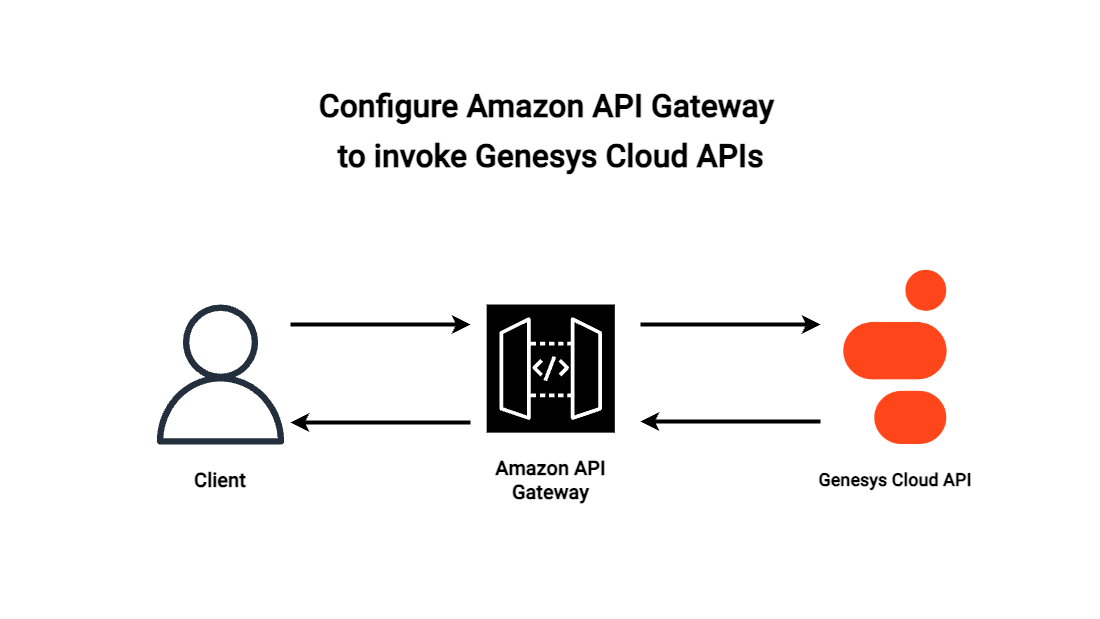 Configure Amazon API Gateway
to invoke Genesys Cloud APIs
</>
Client
Amazon API
Gateway
Genesys Cloud API